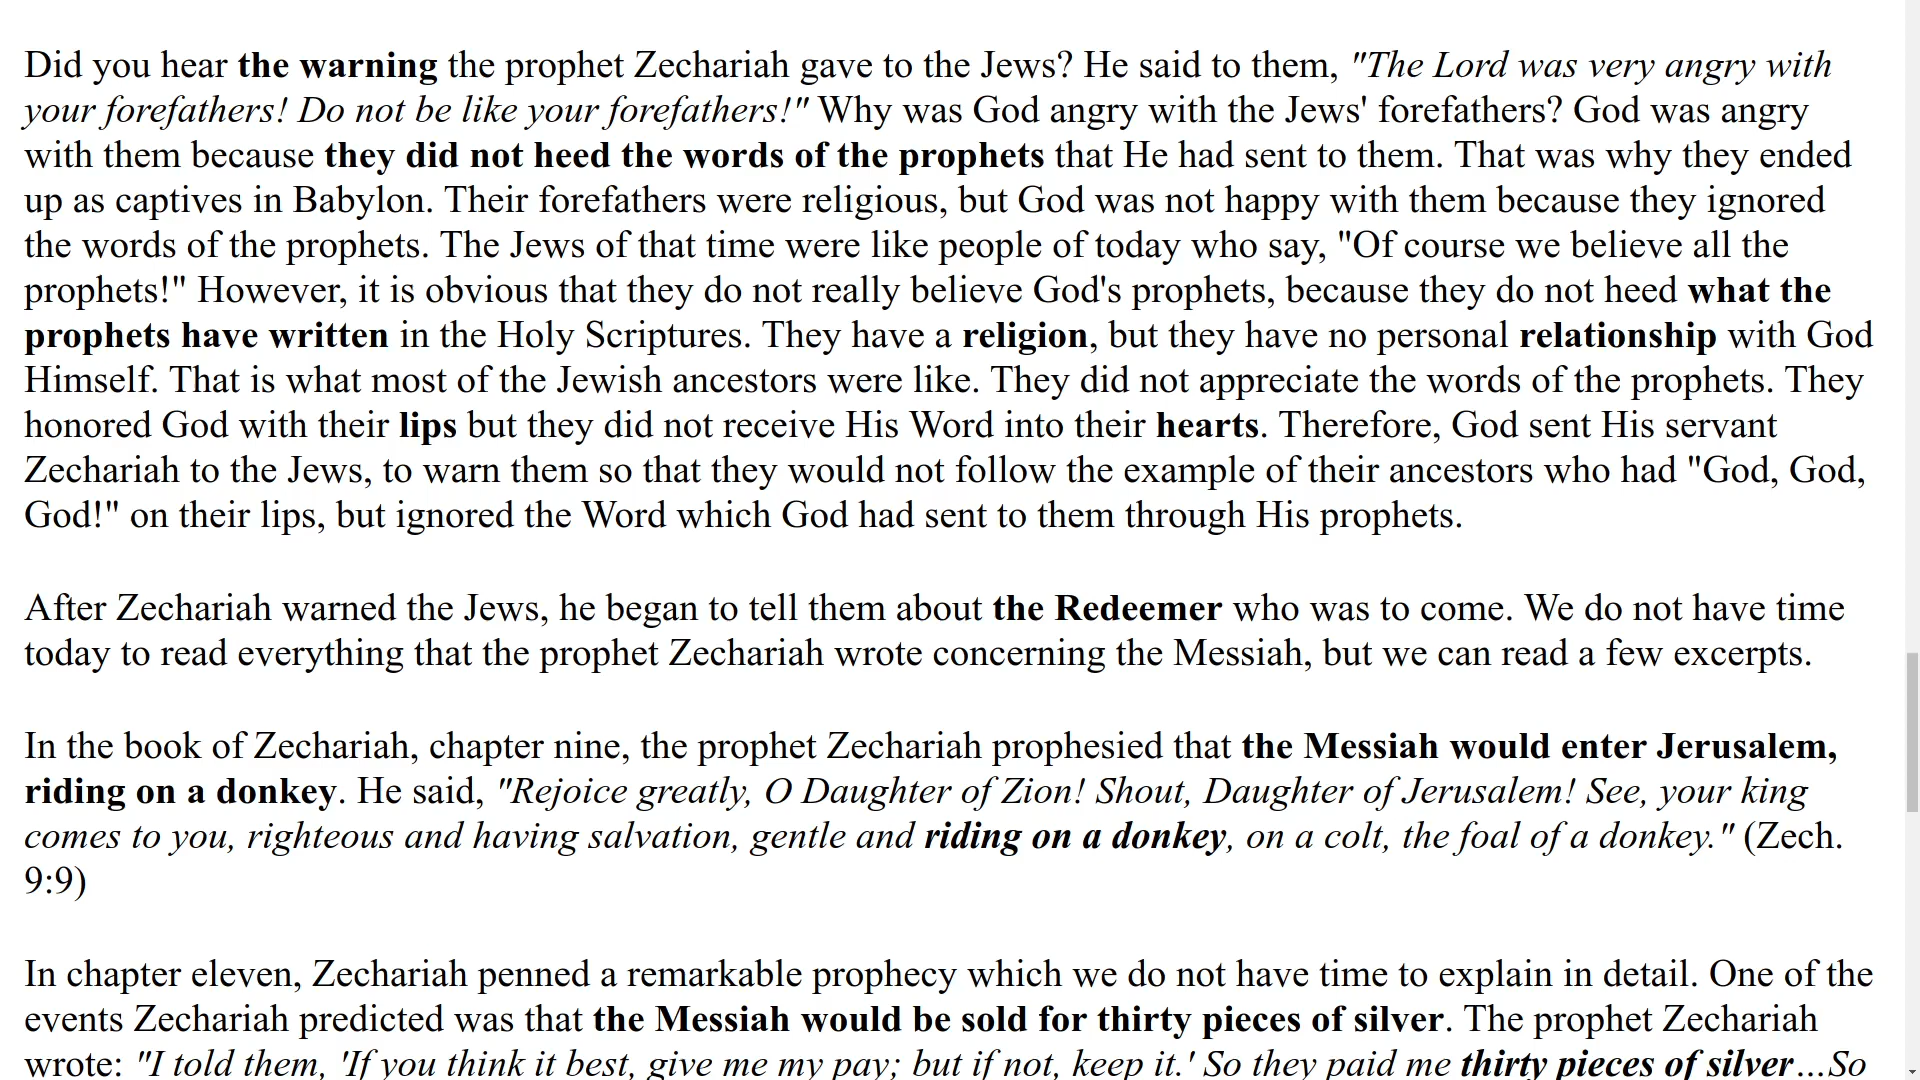 Did you hear the warning the prophet Zechariah gave to the Jews? He said to them, "The Lord was very angry with
your forefathers! Do not be like your forefathers!" Why was God angry with the Jews' forefathers? God was angry
with them because they did not heed the words of the prophets that He had sent to them. That was why they ended
up as captives in Babylon. Their forefathers were religious, but God was not happy with them because they ignored
the words of the prophets. The Jews of that time were like people of today who say, "Of course we believe all the
prophets!" However, it is obvious that they do not really believe God's prophets, because they do not heed what the
prophets have written in the Holy Scriptures. They have a religion, but they have no personal relationship with God
Himself. That is what most of the Jewish ancestors were like. They did not appreciate the words of the prophets. They
honored God with their lips but they did not receive His Word into their hearts. Therefore, God sent His servant
Zechariah to the Jews, to warn them so that they would not follow the example of their ancestors who had "God, God,
God!" on their lips, but ignored the Word which God had sent to them through His prophets.
After Zechariah warned the Jews, he began to tell them about the Redeemer who was to come. We do not have time
today to read everything that the prophet Zechariah wrote concerning the Messiah, but we can read a few excerpts.
In the book of Zechariah, chapter nine, the prophet Zechariah prophesied that the Messiah would enter Jerusalem,
riding on a donkey. He said, "Rejoice greatly, O Daughter of Zion! Shout, Daughter of Jerusalem! See, your king
comes to you, righteous and having salvation, gentle and riding on a donkey, on a colt, the foal of a donkey." (Zech.
9:9)
In chapter eleven, Zechariah penned a remarkable prophecy which we do not have time to explain in detail. One of the
events Zechariah predicted was that the Messiah would be sold for thirty pieces of silver. The prophet Zechariah
wrote: "I told them, 'If you think it best, give me my pay; but if not, keep it.' So they paid me thirty pieces of silver…So